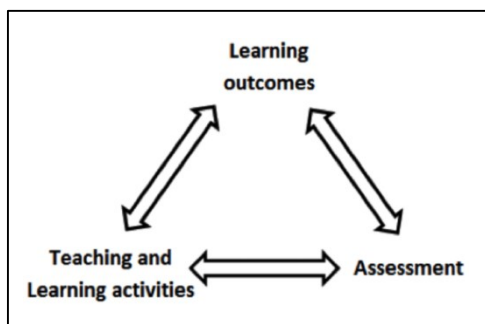 Learning
outcomes
Teaching and
Learning activities
Assessment